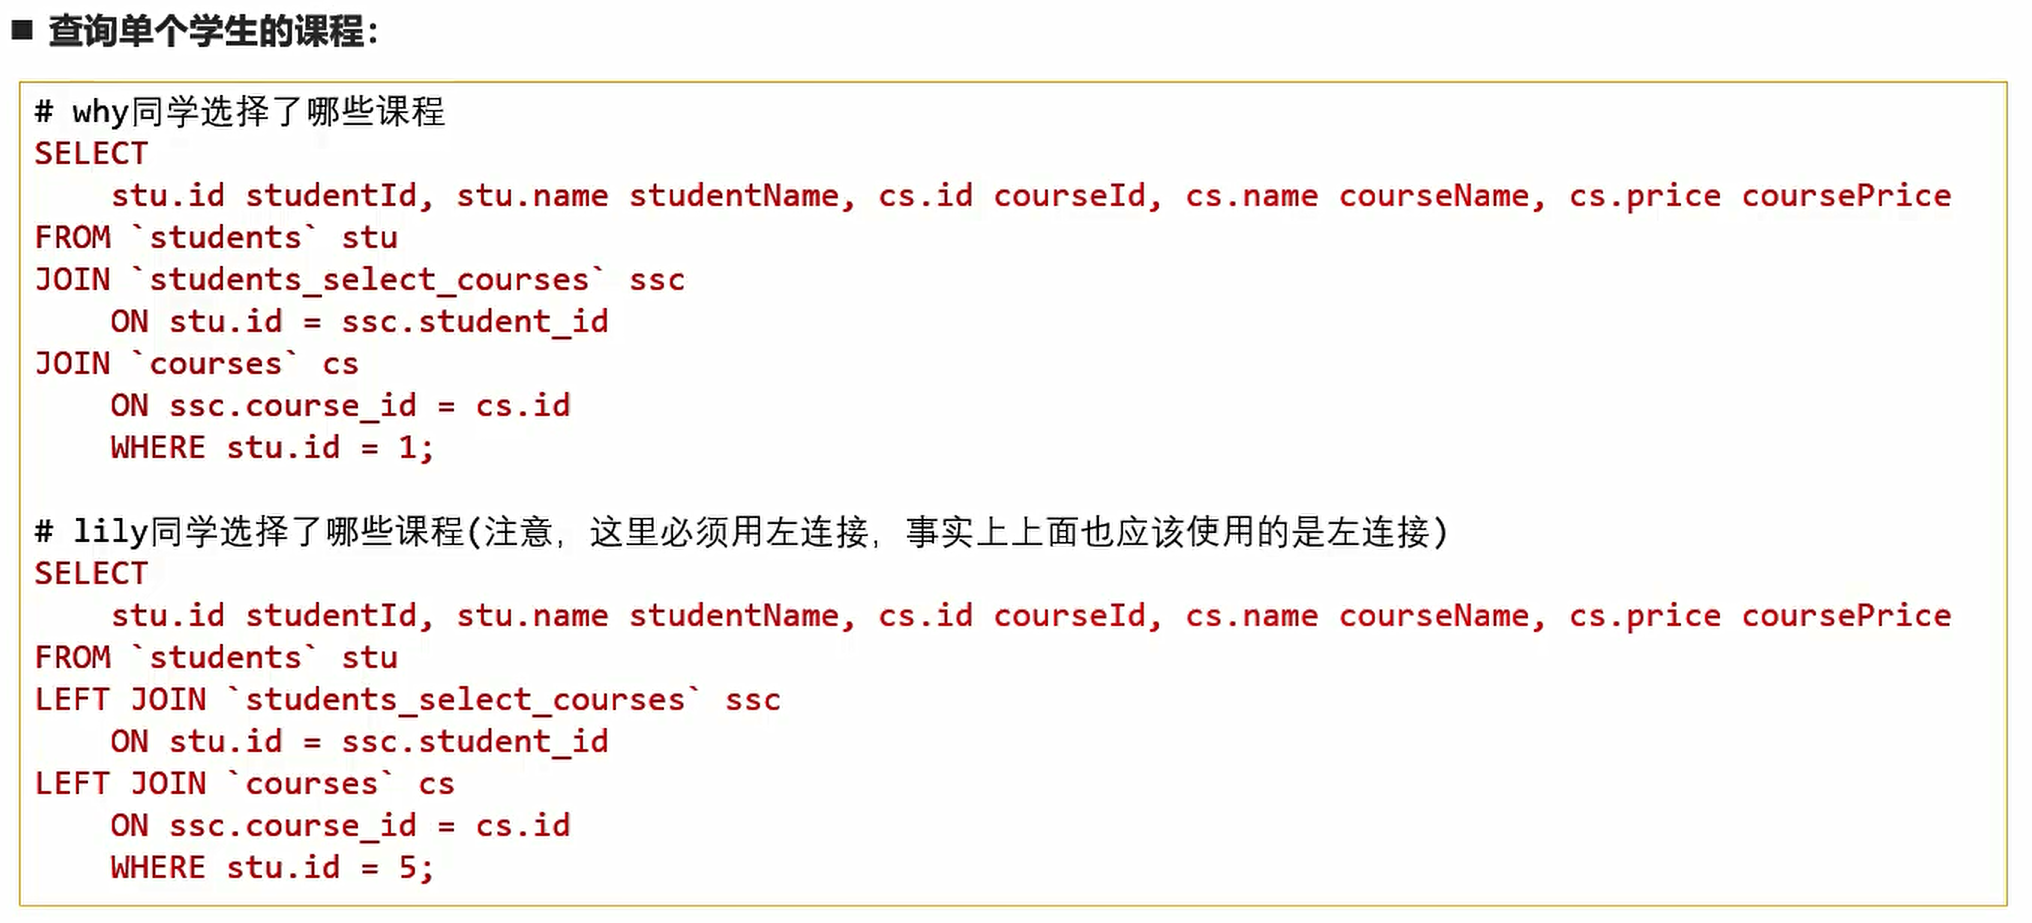 ■ 查询单个学生的课程：
# why同学选择了哪些课程
SELECT
    stu.id studentId, stu.name studentName, cs.id courseId, cs.name courseName, cs.price coursePrice
FROM `students` stu
JOIN `students_select_courses` ssc
    ON stu.id = ssc.student_id
JOIN `courses` cs
    ON ssc.course_id = cs.id
    WHERE stu.id = 1;

# lily同学选择了哪些课程(注意，这里必须用左连接，事实上上面也应该使用的是左连接)
SELECT
    stu.id studentId, stu.name studentName, cs.id courseId, cs.name courseName, cs.price coursePrice
FROM `students` stu
LEFT JOIN `students_select_courses` ssc
    ON stu.id = ssc.student_id
LEFT JOIN `courses` cs
    ON ssc.course_id = cs.id
    WHERE stu.id = 5;